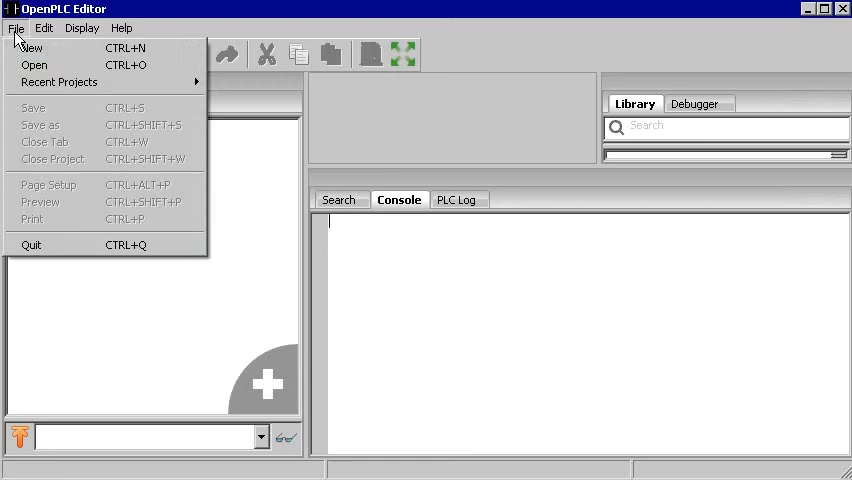 OpenPLC Editor
File Edit Display Help
New CTRL+N
Open CTRL+O
Recent Projects
Save CTRL+S
Save as CTRL+SHIFT+S
Close Tab CTRL+W
Close Project CTRL+SHIFT+W
Page Setup CTRL+ALT+P
Preview CTRL+SHIFT+P
Print CTRL+P
Quit CTRL+Q
Library Debugger
Search
Search Console PLC Log